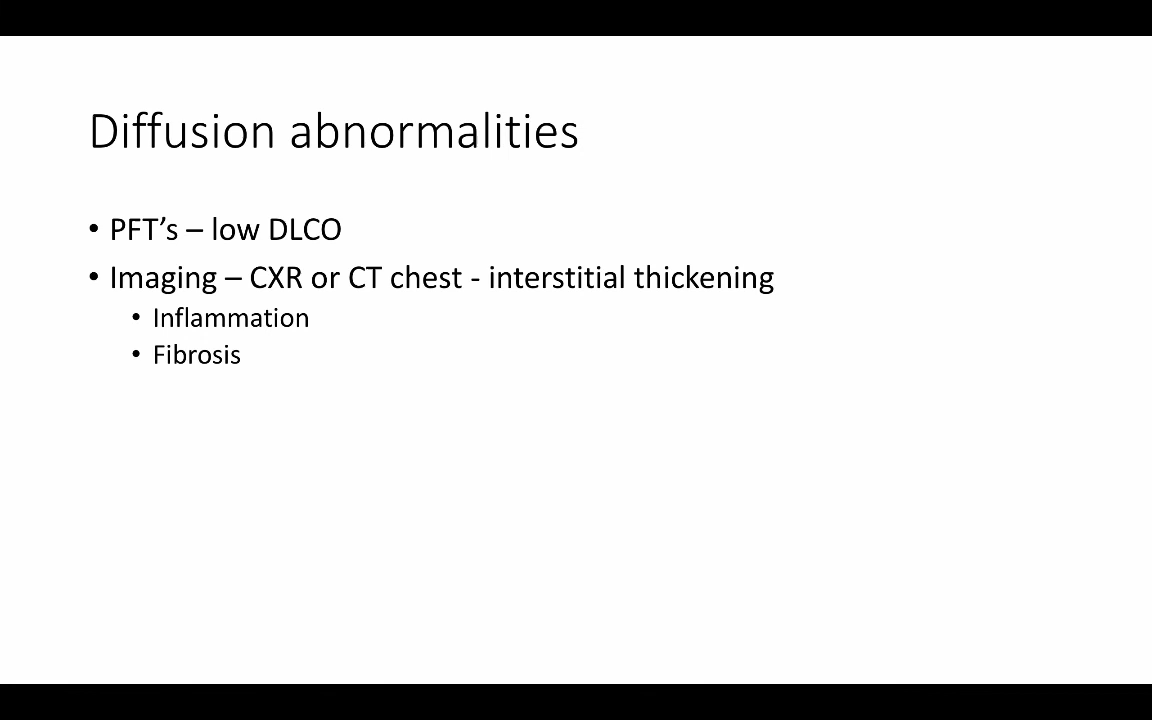 Diffusion abnormalities
• PFT’s – low DLCO
• Imaging – CXR or CT chest - interstitial thickening
• Inflammation
• Fibrosis